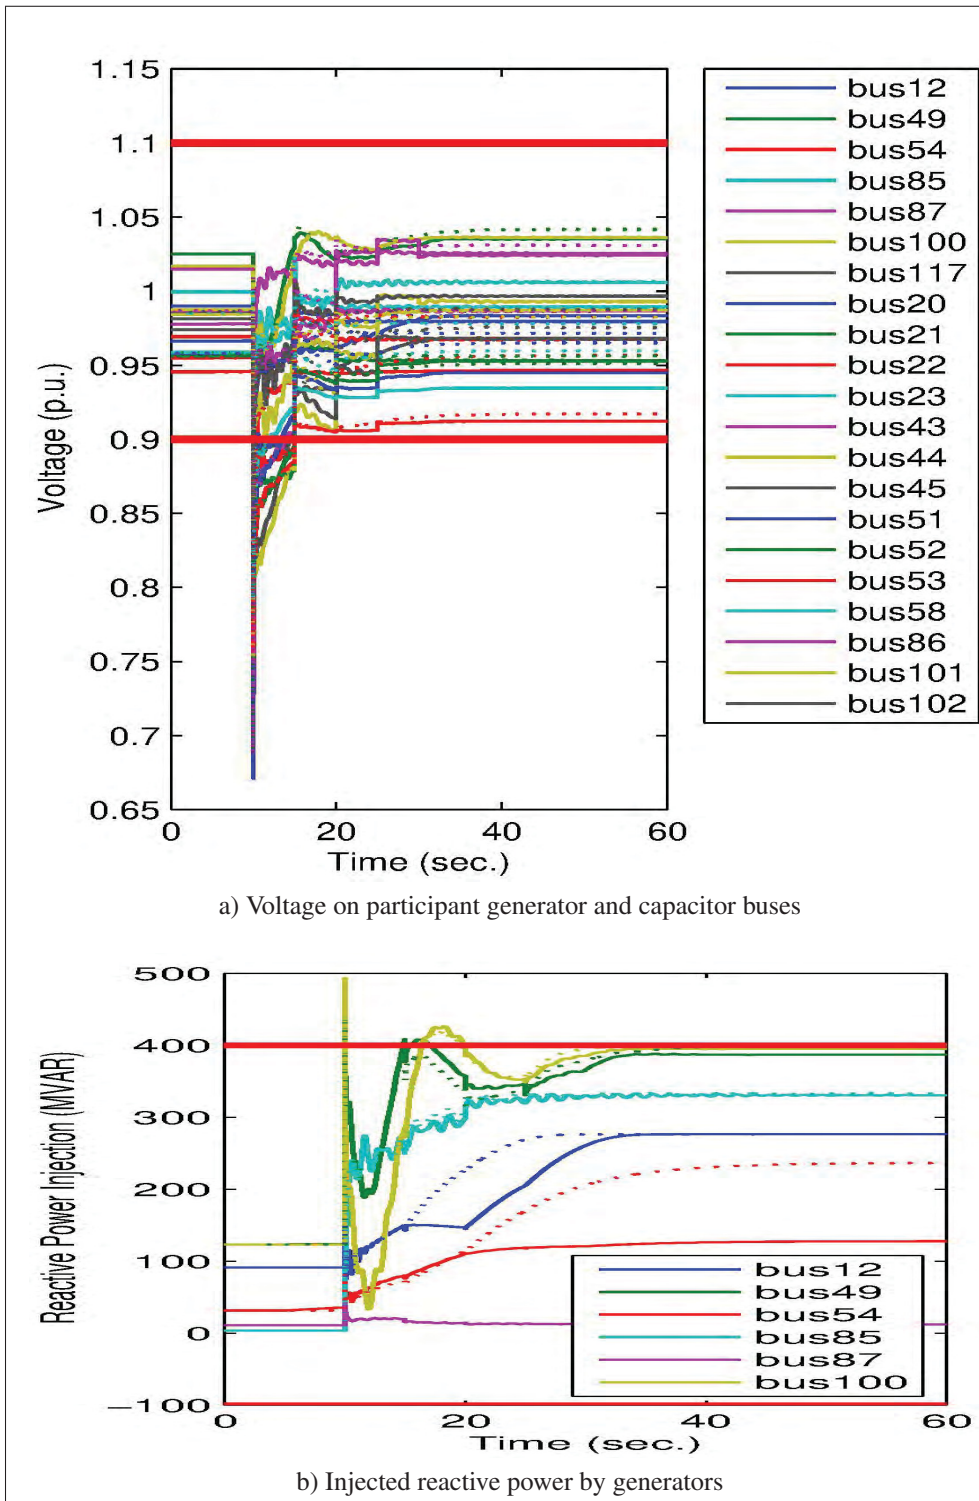 1.15
1.1
1.05
1
0.95
0.9
0.85
0.8
0.75
0.7
0.65
0
20
40
60
Voltage (p.u.)
Time (sec.)
bus12
bus49
bus54
bus85
bus87
bus100
bus117
bus20
bus21
bus22
bus23
bus43
bus44
bus45
bus51
bus52
bus53
bus58
bus86
bus101
bus102
a) Voltage on participant generator and capacitor buses
500
400
300
200
100
0
−100
0
20
40
60
Reactive Power Injection (MVAR)
Time (sec.)
bus12
bus49
bus54
bus85
bus87
bus100
b) Injected reactive power by generators